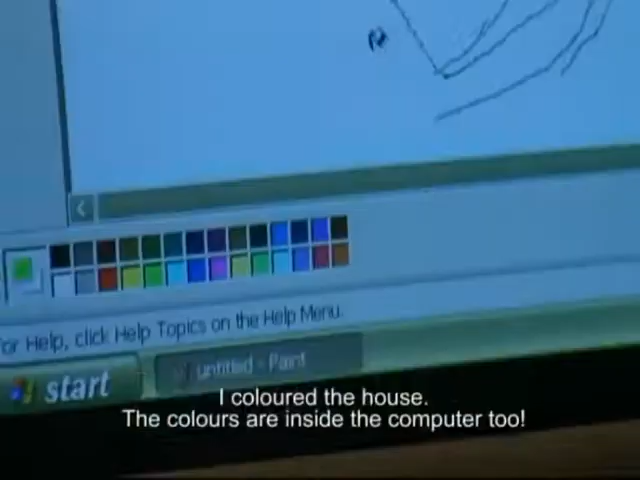 For Help, click Help Topics on the Help Menu.
start
untitled - Paint
I coloured the house.
The colours are inside the computer too!